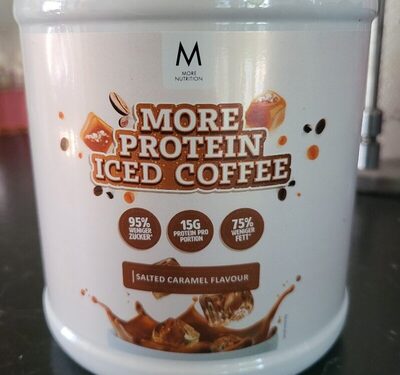 M
MORE
NUTRITION
MORE
PROTEIN
ICED COFFEE
95%
WENIGER
ZUCKER*
15G
PROTEIN PRO
PORTION
75%
WENIGER
FETT*
SALTED CARAMEL FLAVOUR